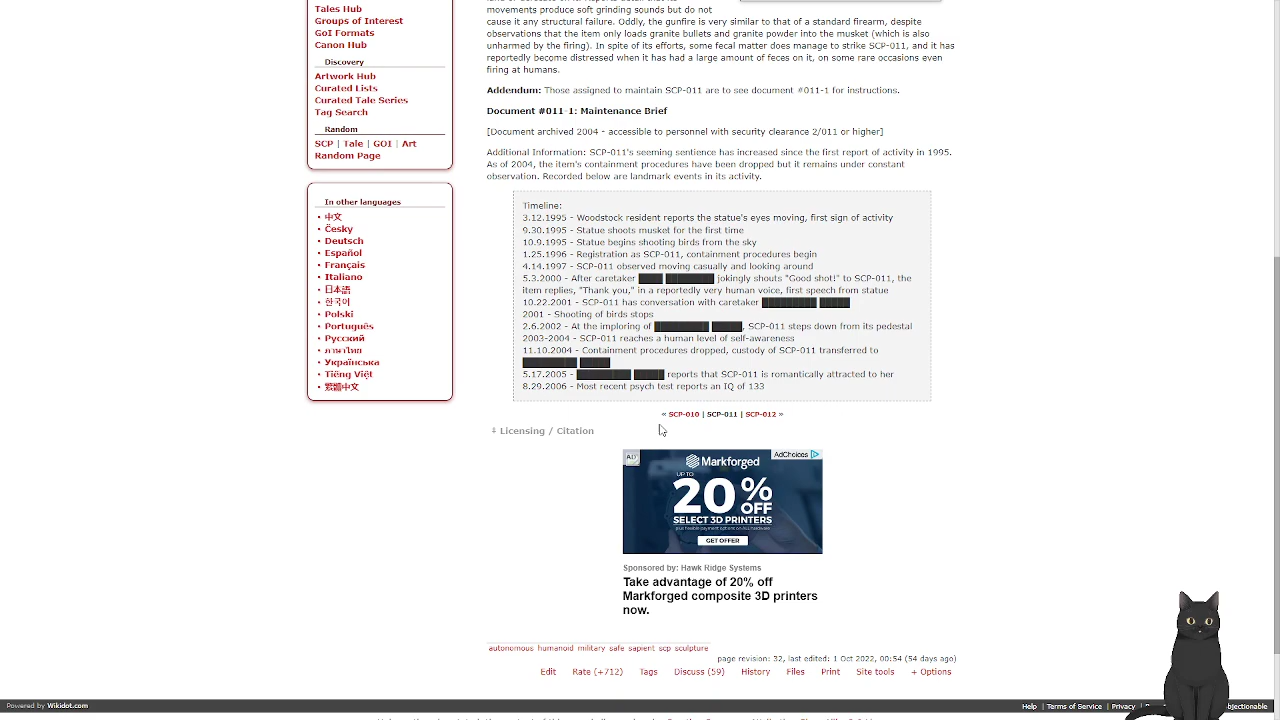 Tales Hub
Groups of Interest
GoI Formats
Canon Hub
Discovery
Artwork Hub
Curated Lists
Curated Tale Series
Tag Search
Random
SCP | Tale | GOI | Art
Random Page
In other languages
中文
Česky
Deutsch
Español
Français
Italiano
日本語
한국어
Polski
Português
Русский
ภาษาไทย
Українська
Tiếng Việt
繁體中文
movements produce soft grinding sounds but do not
cause it any structural failure. Oddly, the gunfire is very similar to that of a standard firearm, despite
observations that the item only loads granite bullets and granite powder into the musket (which is also
unharmed by the firing). In spite of its efforts, some fecal matter does manage to strike SCP-011, and it has
reportedly become distressed when it has had a large amount of feces on it, on some rare occasions even
firing at humans.
Addendum: Those assigned to maintain SCP-011 are to see document #011-1 for instructions.
Document #011-1: Maintenance Brief
[Document archived 2004 - accessible to personnel with security clearance 2/011 or higher]
Additional Information: SCP-011's seeming sentience has increased since the first report of activity in 1995.
As of 2004, the item's containment procedures have been dropped but it remains under constant
observation. Recorded below are landmark events in its activity.
Timeline:
3.12.1995 - Woodstock resident reports the statue's eyes moving, first sign of activity
9.30.1995 - Statue shoots musket for the first time
10.9.1995 - Statue begins shooting birds from the sky
1.25.1996 - Registration as SCP-011, containment procedures begin
4.14.1997 - SCP-011 observed moving casually and looking around
5.3.2000 - After caretaker ████ ████████ jokingly shouts "Good shot!" to SCP-011, the
item replies, "Thank you," in a reportedly very human voice, first speech from statue
10.22.2001 - SCP-011 has conversation with caretaker █████████ █████
2001 - Shooting of birds stops
2.6.2002 - At the imploring of █████████ █████, SCP-011 steps down from its pedestal
2003-2004 - SCP-011 reaches a human level of self-awareness
11.10.2004 - Containment procedures dropped, custody of SCP-011 transferred to
█████████ █████
5.17.2005 - █████████ █████ reports that SCP-011 is romantically attracted to her
8.29.2006 - Most recent psych test reports an IQ of 133
« SCP-010 | SCP-011 | SCP-012 »
‡ Licensing / Citation
AD
Markforged
AdChoices
UP TO
20% OFF
SELECT 3D PRINTERS
GET OFFER
Sponsored by: Hawk Ridge Systems
Take advantage of 20% off
Markforged composite 3D printers
now.
autonomous humanoid military safe sapient scp sculpture
page revision: 32, last edited: 1 Oct 2022, 00:54 (54 days ago)
Edit Rate (+712) Tags Discuss (59) History Files Print Site tools + Options
Powered by Wikidot.com
Help | Terms of Service | Privacy |